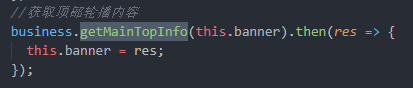 //获取顶部轮播内容
business.getMainTopInfo(this.banner).then(res => {
  this.banner = res;
});